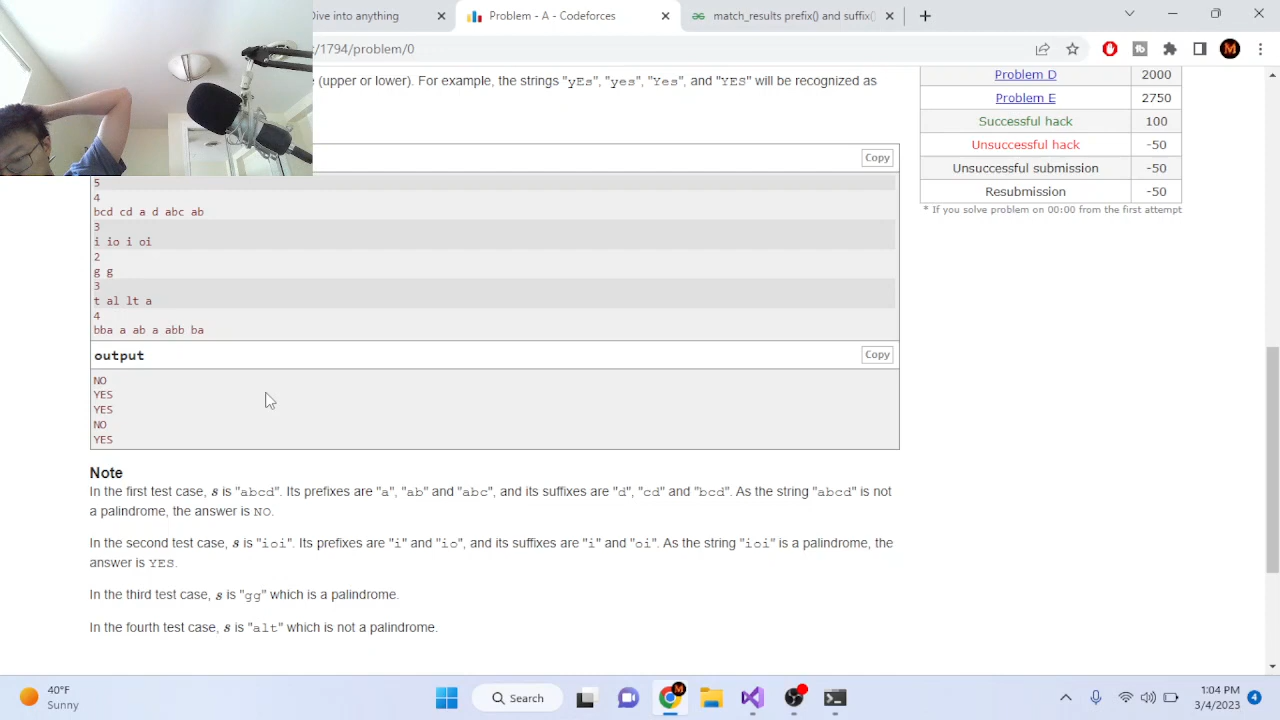 Dive into anything
Problem - A - Codeforces
match_results prefix() and suffix()
/1794/problem/0
M
(upper or lower). For example, the strings "yEs", "yes", "Yes", and "YES" will be recognized as
Problem D 2000
Problem E 2750
Successful hack 100
Unsuccessful hack -50
Unsuccessful submission -50
Resubmission -50
* If you solve problem on 00:00 from the first attempt
Copy
5
4
bcd cd a d abc ab
3
i io i oi
2
g g
3
t al lt a
4
bba a ab a abb ba
output
Copy
NO
YES
YES
NO
YES
Note
In the first test case, s is "abcd". Its prefixes are "a", "ab" and "abc", and its suffixes are "d", "cd" and "bcd". As the string "abcd" is not
a palindrome, the answer is NO.
In the second test case, s is "ioi". Its prefixes are "i" and "io", and its suffixes are "i" and "oi". As the string "ioi" is a palindrome, the
answer is YES.
In the third test case, s is "gg" which is a palindrome.
In the fourth test case, s is "alt" which is not a palindrome.
40°F
Sunny
Search
M
1:04 PM
3/4/2023
4